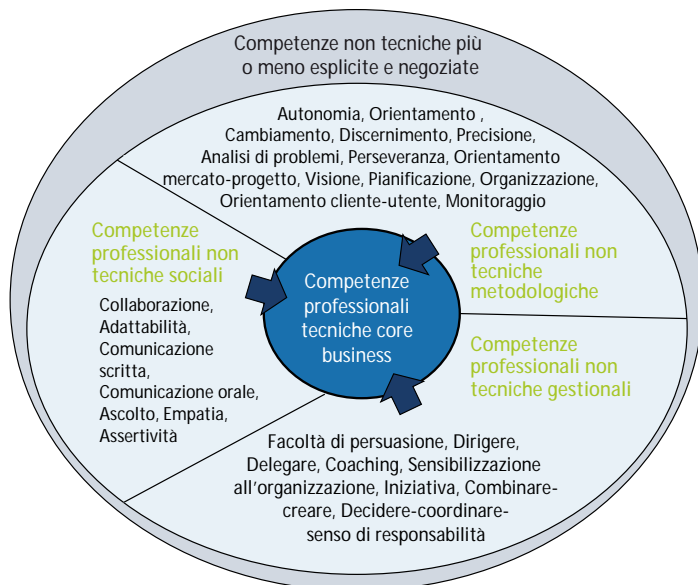 Competenze non tecniche più
o meno esplicite e negoziate
Autonomia, Orientamento ,
Cambiamento, Discernimento, Precisione,
Analisi di problemi, Perseveranza, Orientamento
mercato-progetto, Visione, Pianificazione, Organizzazione,
Orientamento cliente-utente, Monitoraggio
Competenze
professionali non
tecniche sociali
Collaborazione,
Adattabilità,
Comunicazione
scritta,
Comunicazione orale,
Ascolto, Empatia,
Assertività
Competenze
professionali
tecniche core
business
Competenze
professionali non
tecniche
metodologiche
Competenze
professionali non
tecniche gestionali
Facoltà di persuasione, Dirigere,
Delegare, Coaching, Sensibilizzazione
all'organizzazione, Iniziativa, Combinare-
creare, Decidere-coordinare-
senso di responsabilità